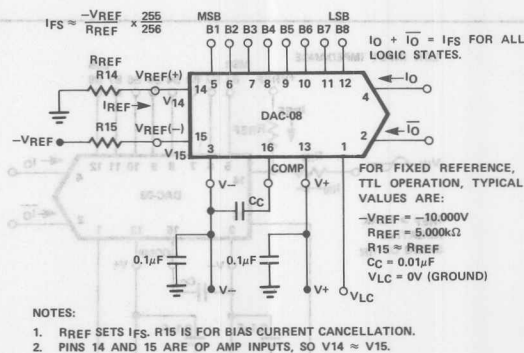 IFS ≈ −VREF / RREF × 255 / 256
MSB LSB
B1 B2 B3 B4 B5 B6 B7 B8
IO + IO̅ = IFS FOR ALL
LOGIC STATES.
RREF
R14
VREF(+)
IREF
V14
14 5 6 7 8 9 10 11 12
4
IO
DAC-08
2
IO̅
R15
VREF(−)
−VREF
V15
15 3 16 13 1
COMP
V− V+
CC
0.1μF 0.1μF
V− V+ VLC
FOR FIXED REFERENCE,
TTL OPERATION, TYPICAL
VALUES ARE:
−VREF = −10.000V
RREF = 5.000kΩ
R15 ≈ RREF
CC = 0.01μF
VLC = 0V (GROUND)
NOTES:
1. RREF SETS IFS. R15 IS FOR BIAS CURRENT CANCELLATION.
2. PINS 14 AND 15 ARE OP AMP INPUTS, SO V14 ≈ V15.